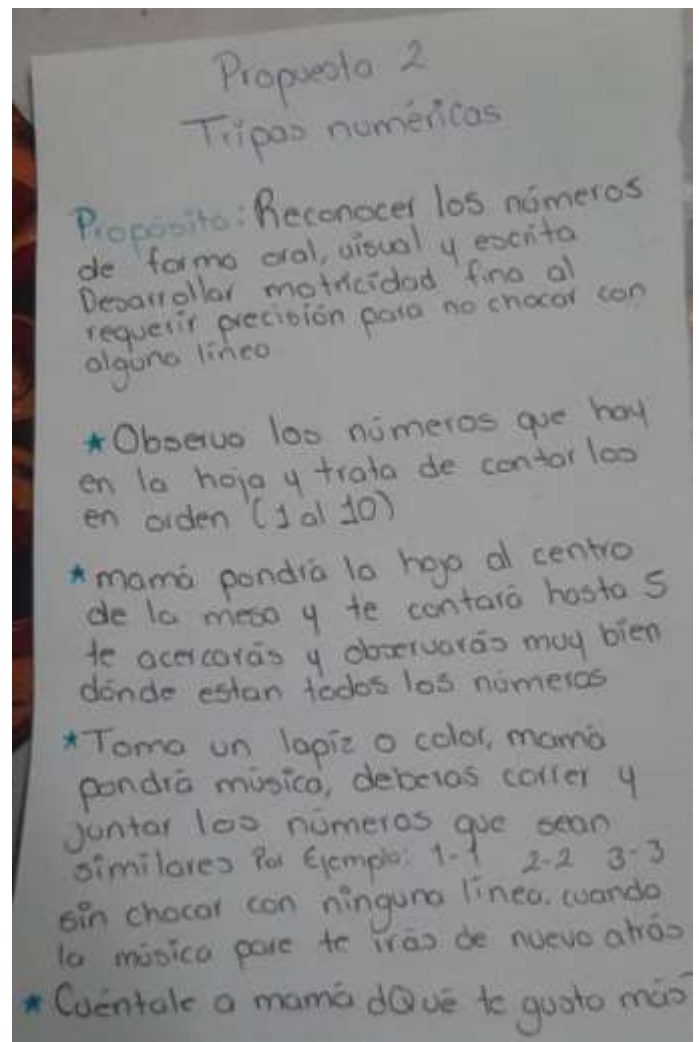 Propuesta 2
Tripas numéricas
Proposito: Reconocer los números
de forma oral, visual y escrita
Desarrollar motricidad fina al
requerir precisión para no chocar con
alguna línea
★Observa los números que hay
en la hoja y trata de contarlos
en orden (1 al 10)
★mamá pondrá la hoja al centro
de la mesa y te contará hasta 5
te acercarás y observarás muy bien
dónde estan todos los números
★Toma un lapiz o color, mamá
pondrá música, deberas correr y
juntar los números que sean
similares Por Ejemplo: 1-1 2-2 3-3
sin chocar con ninguna línea. cuando
la música pare te irás de nuevo atrás
★ Cuéntale a mamá ¿Qué te gusto más